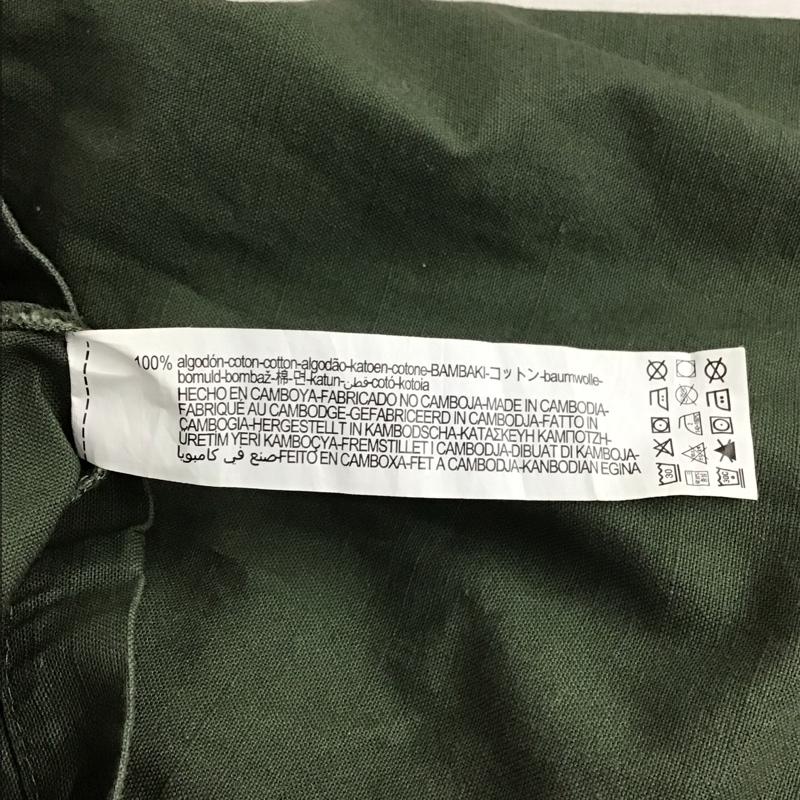 100% algodón-coton-cotton-algodão-katoen-cotone-BAMBAKI-コットン-baumwolle-
bomuld-bombaž-棉-면-katun-قطن-cotó-kotoia
HECHO EN CAMBOYA-FABRICADO NO CAMBOJA-MADE IN CAMBODIA-
FABRIQUÉ AU CAMBODGE-GEFABRICEERD IN CAMBODJA-FATTO IN
CAMBOGIA-HERGESTELLT IN KAMBODSCHA-ΚΑΤΑΣΚΕΥΗ ΚΑΜΠΟΤΖΗ-
ÜRETIM YERI KAMBOÇYA-FREMSTILLET I CAMBODJA-DIBUAT DI KAMBOJA-
صنع في كامبوديا-FEITO EN CAMBOXA-FET A CAMBODJA-KANBODIAN EGINA
30